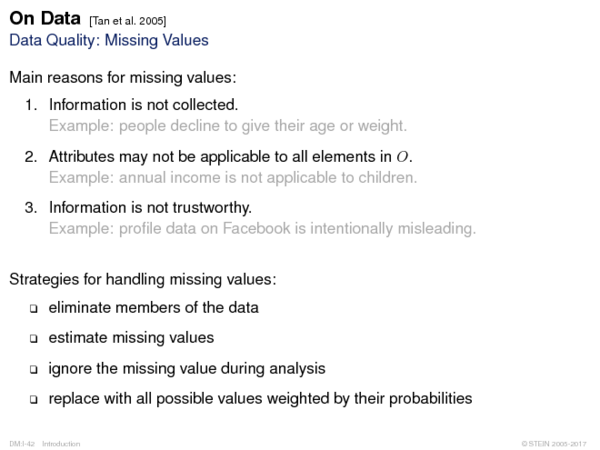 On Data [Tan et al. 2005]
Data Quality: Missing Values
Main reasons for missing values:
1. Information is not collected.
Example: people decline to give their age or weight.
2. Attributes may not be applicable to all elements in O.
Example: annual income is not applicable to children.
3. Information is not trustworthy.
Example: profile data on Facebook is intentionally misleading.
Strategies for handling missing values:
❑ eliminate members of the data
❑ estimate missing values
❑ ignore the missing value during analysis
❑ replace with all possible values weighted by their probabilities
DM:I-42 Introduction © STEIN 2005-2017